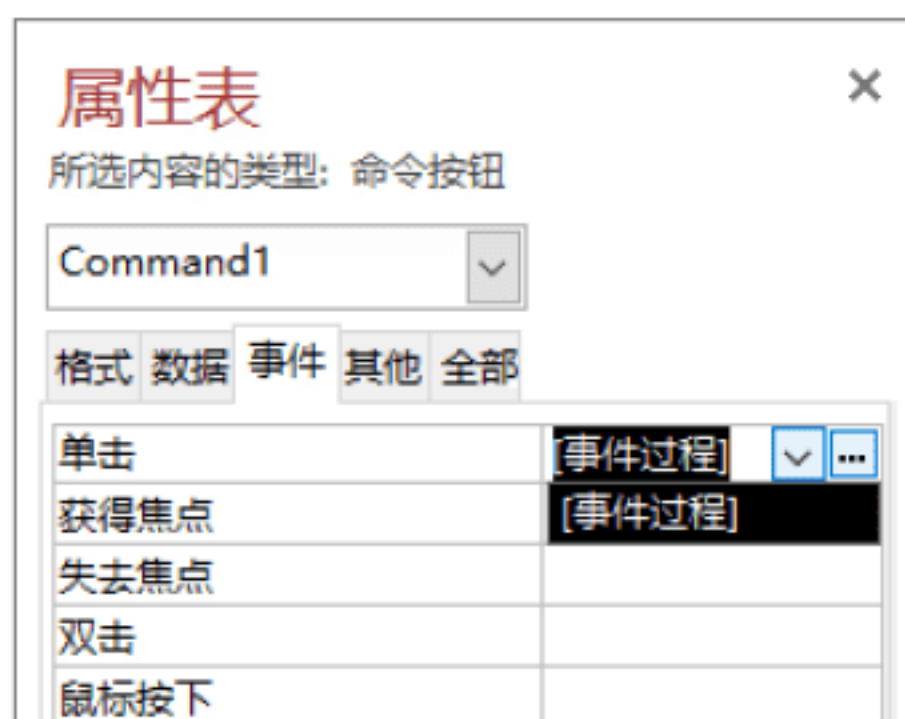 属性表
所选内容的类型: 命令按钮
Command1
格式 数据 事件 其他 全部
单击 [事件过程]
获得焦点 [事件过程]
失去焦点
双击
鼠标按下